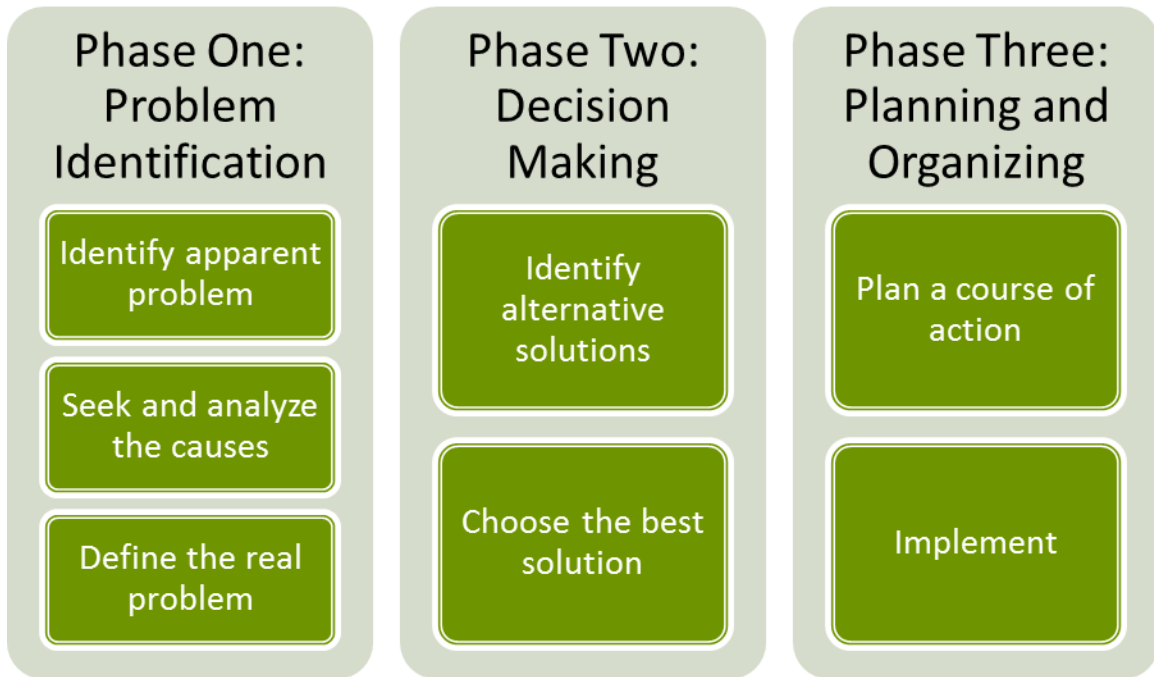 Phase One:
Problem
Identification
Identify apparent
problem
Seek and analyze
the causes
Define the real
problem
Phase Two:
Decision
Making
Identify
alternative
solutions
Choose the best
solution
Phase Three:
Planning and
Organizing
Plan a course of
action
Implement